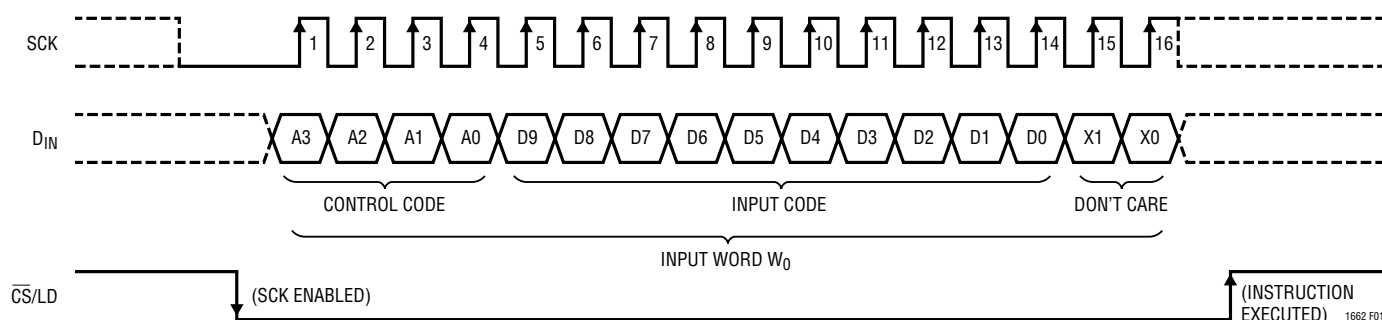 SCK 1 2 3 4 5 6 7 8 9 10 11 12 13 14 15 16
DIN A3 A2 A1 A0 D9 D8 D7 D6 D5 D4 D3 D2 D1 D0 X1 X0
CONTROL CODE INPUT CODE DON'T CARE
INPUT WORD W0
CS/LD (SCK ENABLED) (INSTRUCTION
EXECUTED) 1662 F01